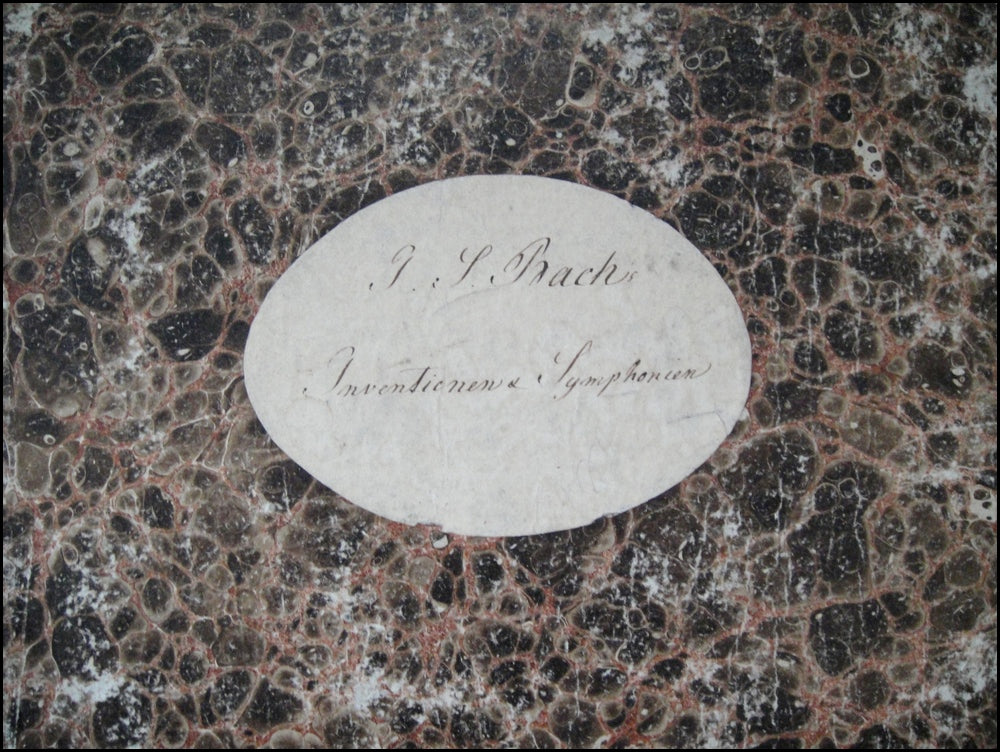 J. S. Bach.
Inventionen & Symphonien